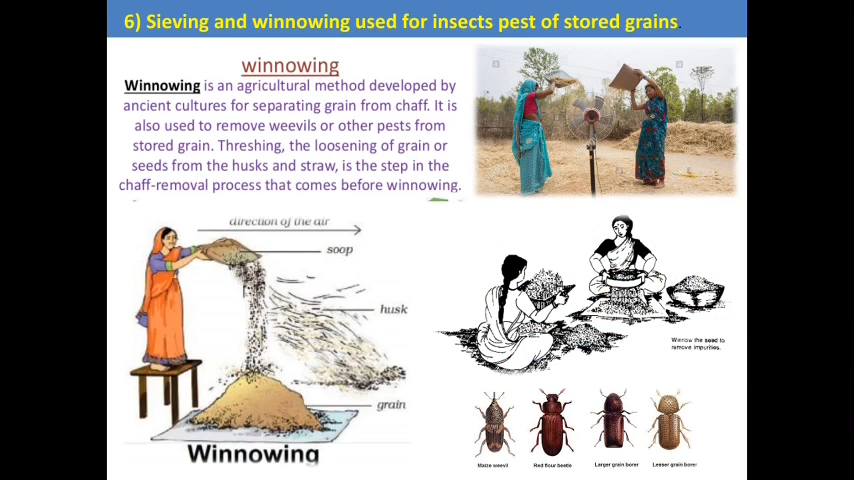 6) Sieving and winnowing used for insects pest of stored grains.
winnowing
Winnowing is an agricultural method developed by
ancient cultures for separating grain from chaff. It is
also used to remove weevils or other pests from
stored grain. Threshing, the loosening of grain or
seeds from the husks and straw, is the step in the
chaff-removal process that comes before winnowing.
direction of the air
soop
husk
grain
Winnowing
Winnow the seed to
remove impurities.
Maize weevil
Red flour beetle
Larger grain borer
Lesser grain borer